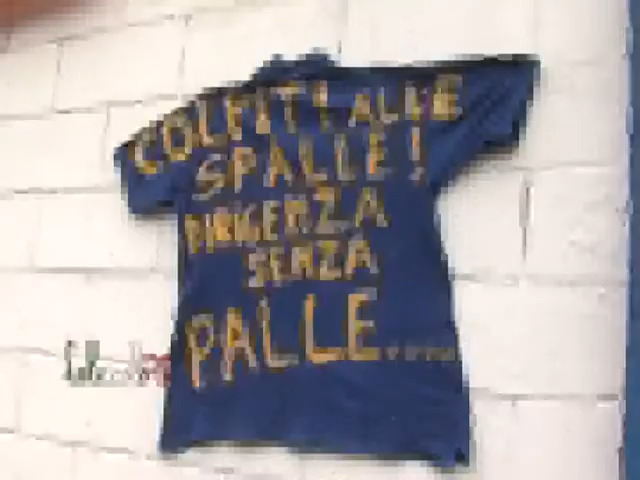 COLPITI ALLE
SPALLE!
DIRIGENZA
SENZA
PALLE......